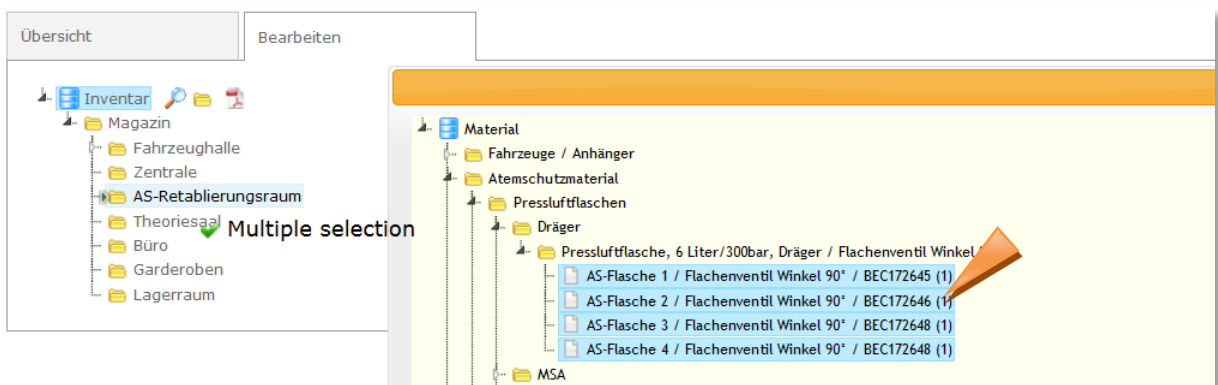 Übersicht
Bearbeiten
Inventar
Magazin
Fahrzeughalle
Zentrale
AS-Retablierungsraum
Theoriesaal
Multiple selection
Büro
Garderoben
Lagerraum
Material
Fahrzeuge / Anhänger
Atemschutzmaterial
Pressluftflaschen
Dräger
Pressluftflasche, 6 Liter/300bar, Dräger / Flachenventil Winkel
AS-Flasche 1 / Flachenventil Winkel 90° / BEC172645 (1)
AS-Flasche 2 / Flachenventil Winkel 90° / BEC172646 (1)
AS-Flasche 3 / Flachenventil Winkel 90° / BEC172648 (1)
AS-Flasche 4 / Flachenventil Winkel 90° / BEC172648 (1)
MSA